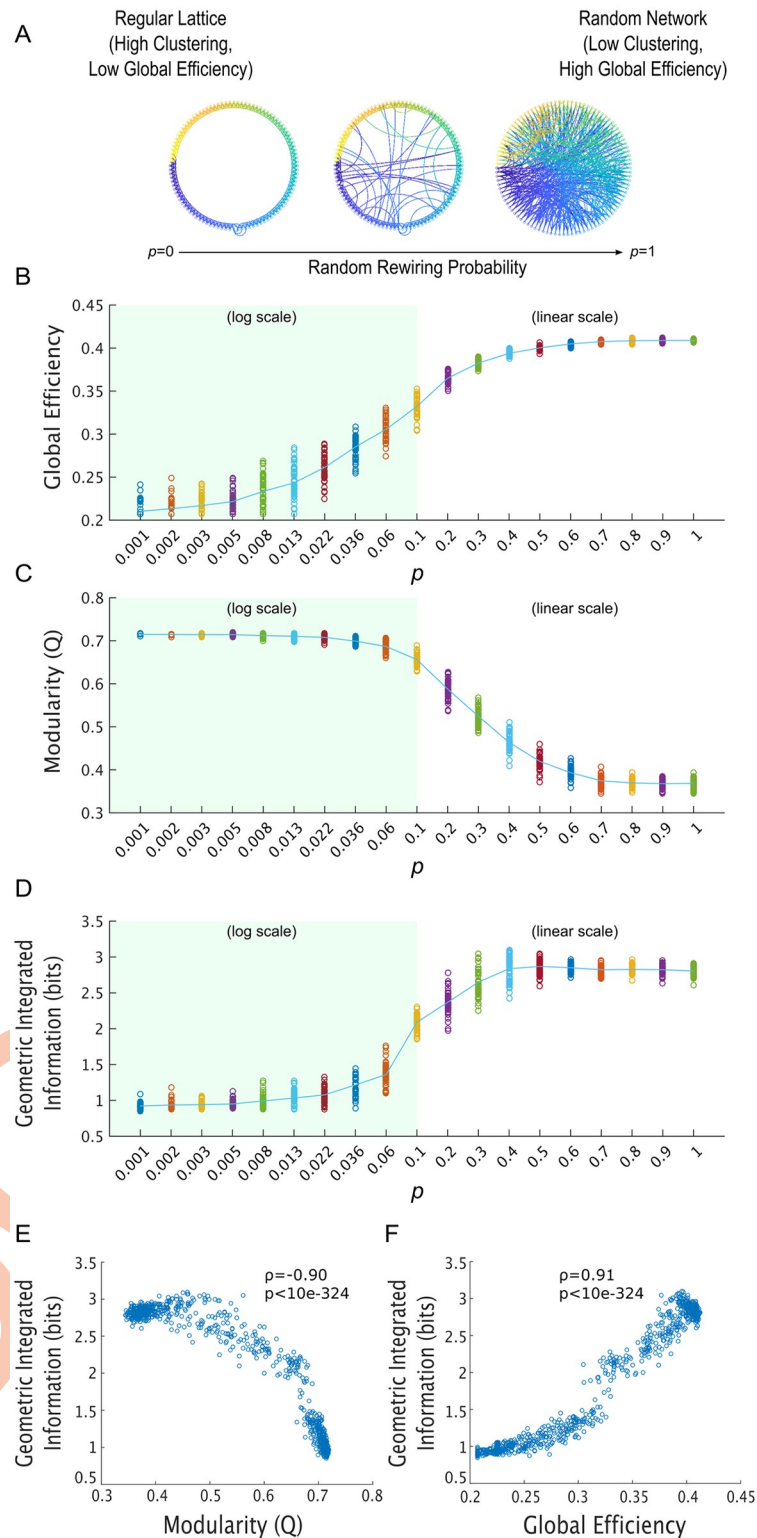 A
Regular Lattice
(High Clustering,
Low Global Efficiency)
Random Network
(Low Clustering,
High Global Efficiency)
p=0
p=1
Random Rewiring Probability
B
(log scale)
(linear scale)
Global Efficiency
0.45
0.4
0.35
0.3
0.25
0.2
0.001 0.002 0.003 0.005 0.008 0.013 0.022 0.036 0.06 0.1 0.2 0.3 0.4 0.5 0.6 0.7 0.8 0.9 1
p
C
(log scale)
(linear scale)
Modularity (Q)
0.8
0.7
0.6
0.5
0.4
0.3
0.001 0.002 0.003 0.005 0.008 0.013 0.022 0.036 0.06 0.1 0.2 0.3 0.4 0.5 0.6 0.7 0.8 0.9 1
p
D
(log scale)
(linear scale)
Geometric Integrated
Information (bits)
3.5
3
2.5
2
1.5
1
0.5
0.001 0.002 0.003 0.005 0.008 0.013 0.022 0.036 0.06 0.1 0.2 0.3 0.4 0.5 0.6 0.7 0.8 0.9 1
p
E
Geometric Integrated
Information (bits)
3.5
3
2.5
2
1.5
1
0.5
ρ=-0.90
p<10e-324
0.3 0.4 0.5 0.6 0.7 0.8
Modularity (Q)
F
Geometric Integrated
Information (bits)
3.5
3
2.5
2
1.5
1
0.5
ρ=0.91
p<10e-324
0.2 0.25 0.3 0.35 0.4 0.45
Global Efficiency